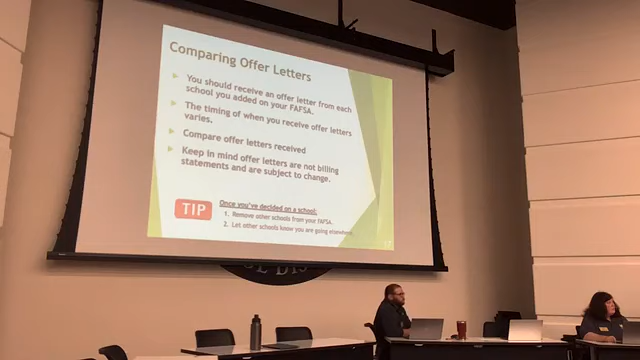 Comparing Offer Letters
You should receive an offer letter from each
school you added on your FAFSA.
The timing of when you receive offer letters
varies.
Compare offer letters received
Keep in mind offer letters are not billing
statements and are subject to change.
TIP
Once you've decided on a school:
1. Remove other schools from your FAFSA.
2. Let other schools know you are going elsewhere